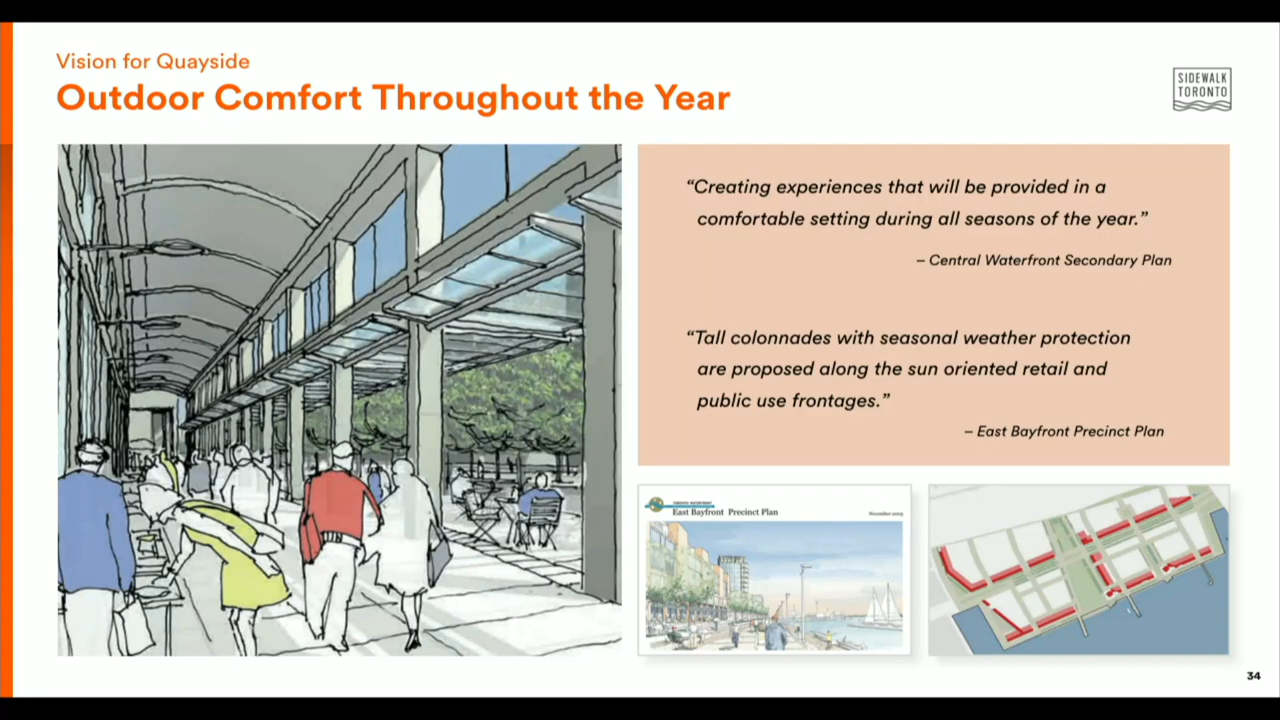 Vision for Quayside
Outdoor Comfort Throughout the Year
SIDEWALK
TORONTO
“Creating experiences that will be provided in a
comfortable setting during all seasons of the year.”
– Central Waterfront Secondary Plan
“Tall colonnades with seasonal weather protection
are proposed along the sun oriented retail and
public use frontages.”
– East Bayfront Precinct Plan
TORONTO WATERFRONT
East Bayfront Precinct Plan
34